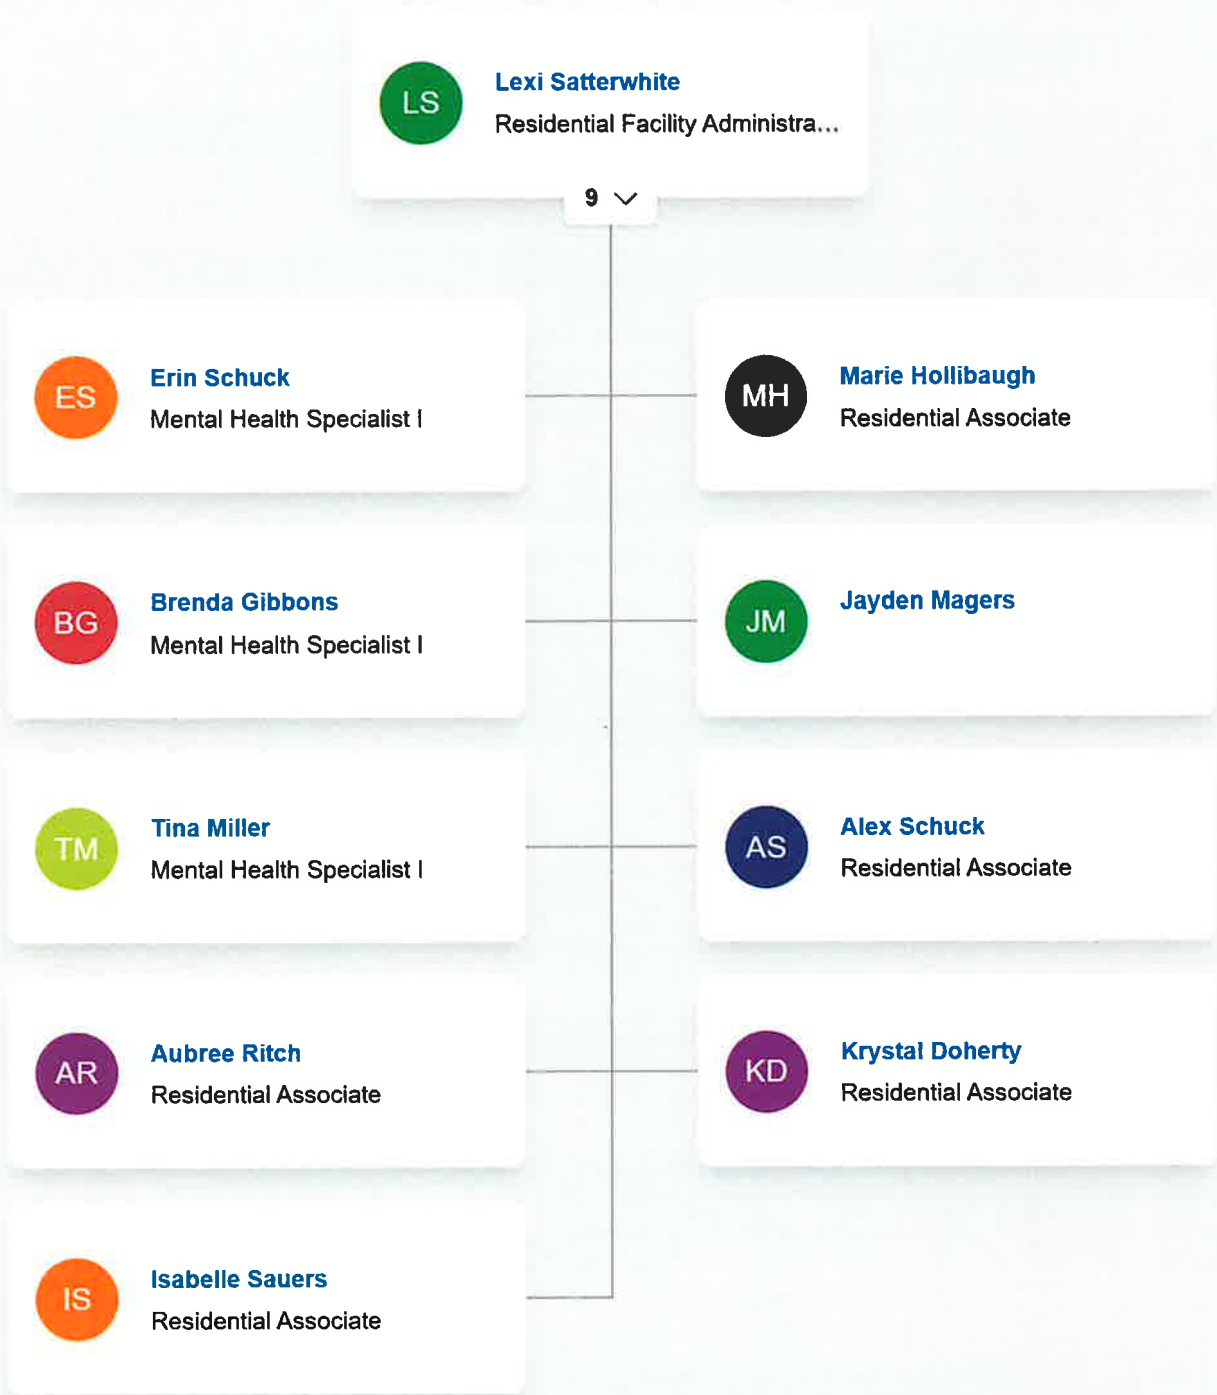 LS
Lexi Satterwhite
Residential Facility Administra...
9
ES
Erin Schuck
Mental Health Specialist I
MH
Marie Hollibaugh
Residential Associate
BG
Brenda Gibbons
Mental Health Specialist I
JM
Jayden Magers
TM
Tina Miller
Mental Health Specialist I
AS
Alex Schuck
Residential Associate
AR
Aubree Ritch
Residential Associate
KD
Krystal Doherty
Residential Associate
IS
Isabelle Sauers
Residential Associate